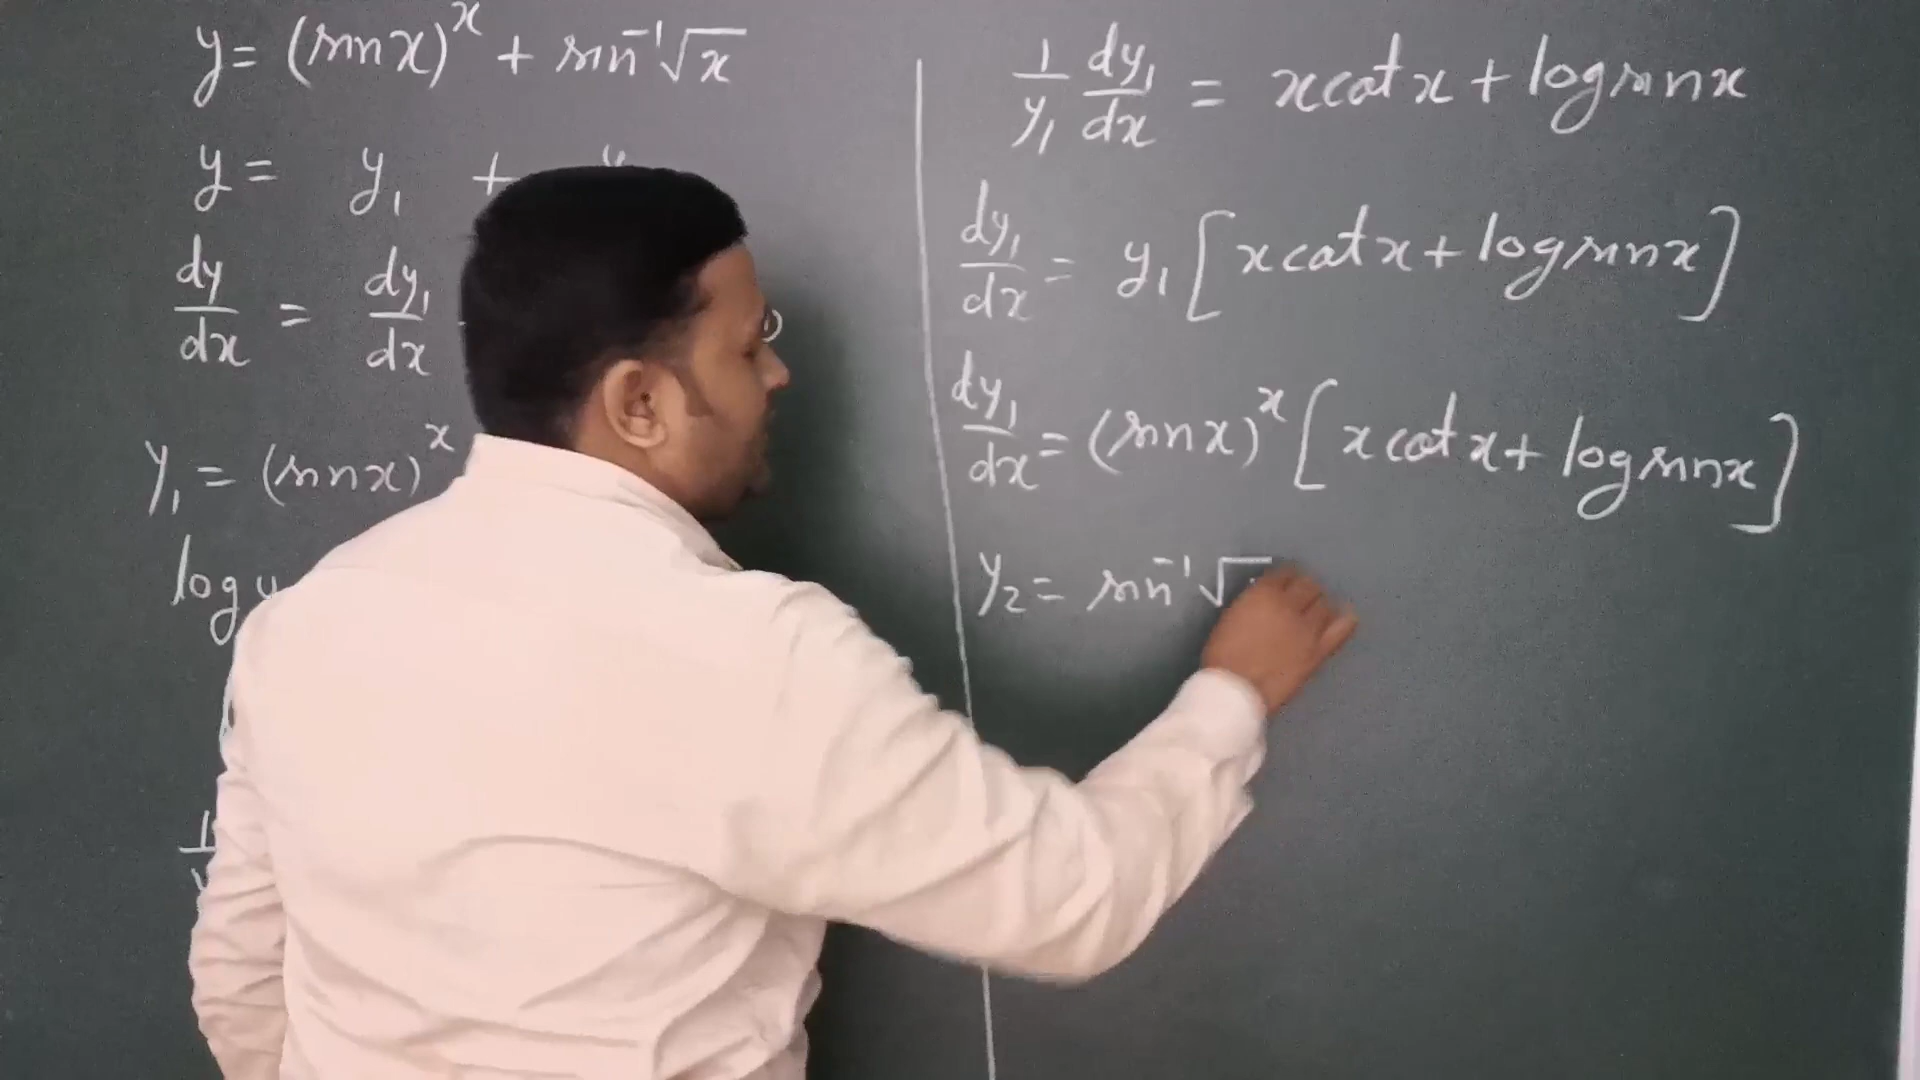 y = (sin x)^x + sin^-1 √x
y = y₁ +
dy/dx = dy₁/dx
y₁ = (sin x)^x
log y
1/y₁ dy₁/dx = x cot x + log sin x
dy₁/dx = y₁ [x cot x + log sin x]
dy₁/dx = (sin x)^x [x cot x + log sin x]
y₂ = sin^-1 √